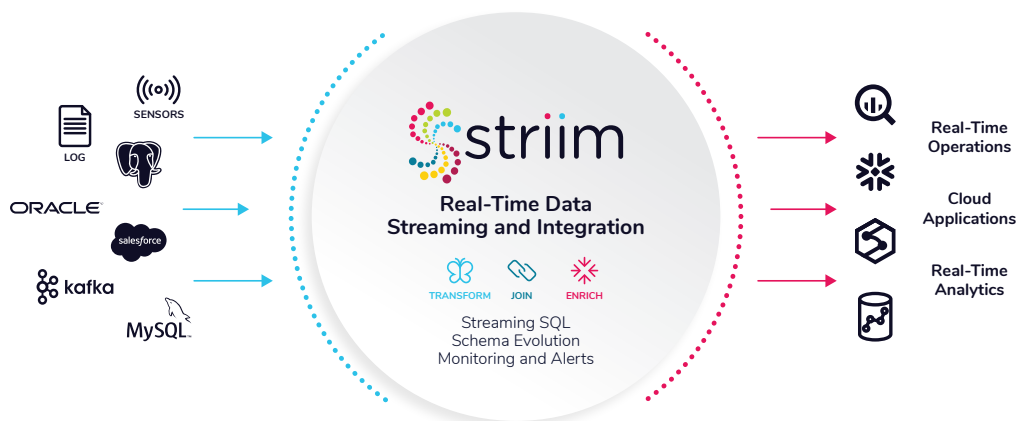 SENSORS
LOG
ORACLE
salesforce
kafka
MySQL™
striim
Real-Time Data
Streaming and Integration
TRANSFORM
JOIN
ENRICH
Streaming SQL
Schema Evolution
Monitoring and Alerts
Real-Time
Operations
Cloud
Applications
Real-Time
Analytics